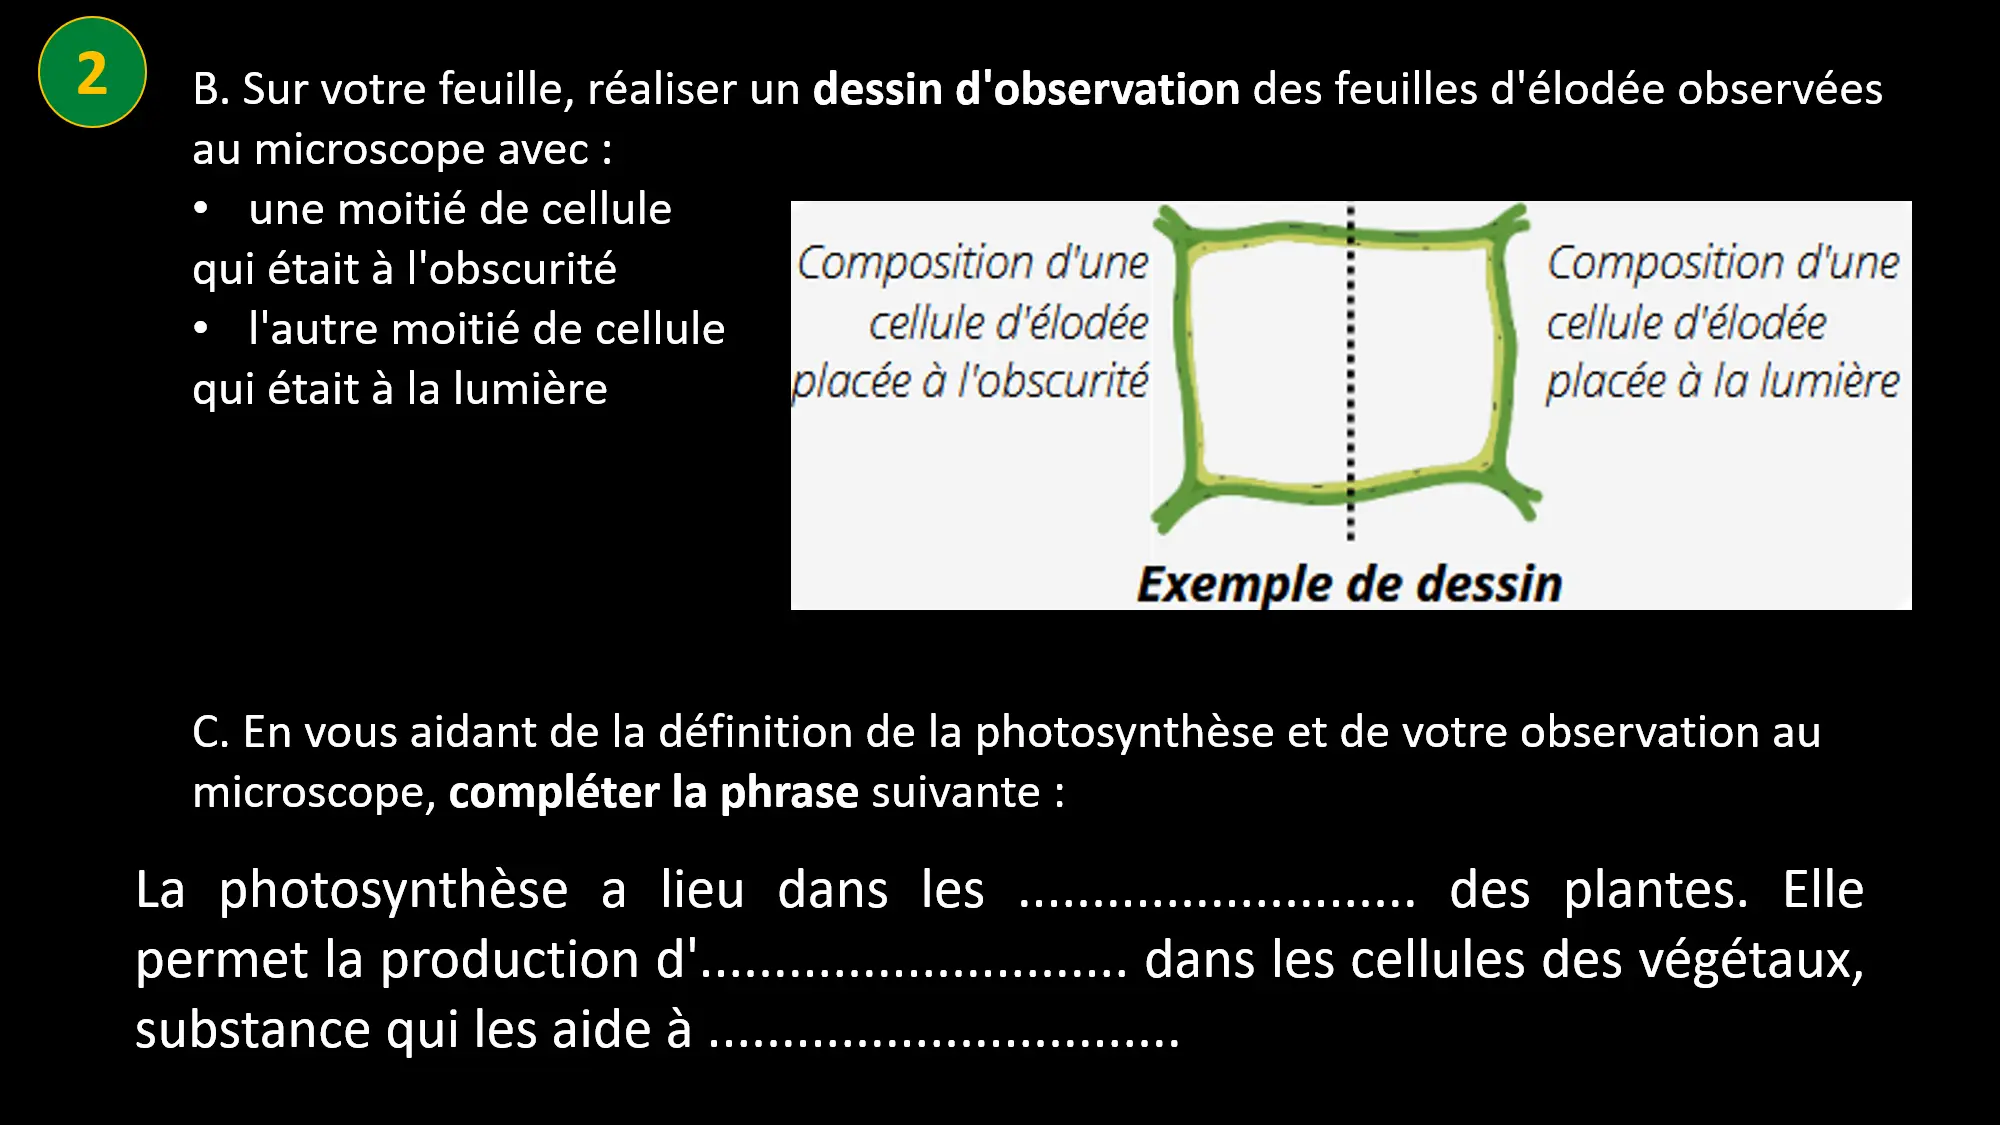 2
B. Sur votre feuille, réaliser un dessin d'observation des feuilles d'élodée observées
au microscope avec :
• une moitié de cellule
qui était à l'obscurité
• l'autre moitié de cellule
qui était à la lumière
Composition d'une
cellule d'élodée
placée à l'obscurité
Composition d'une
cellule d'élodée
placée à la lumière
Exemple de dessin
C. En vous aidant de la définition de la photosynthèse et de votre observation au
microscope, compléter la phrase suivante :
La photosynthèse a lieu dans les ........................... des plantes. Elle
permet la production d'............................. dans les cellules des végétaux,
substance qui les aide à ................................